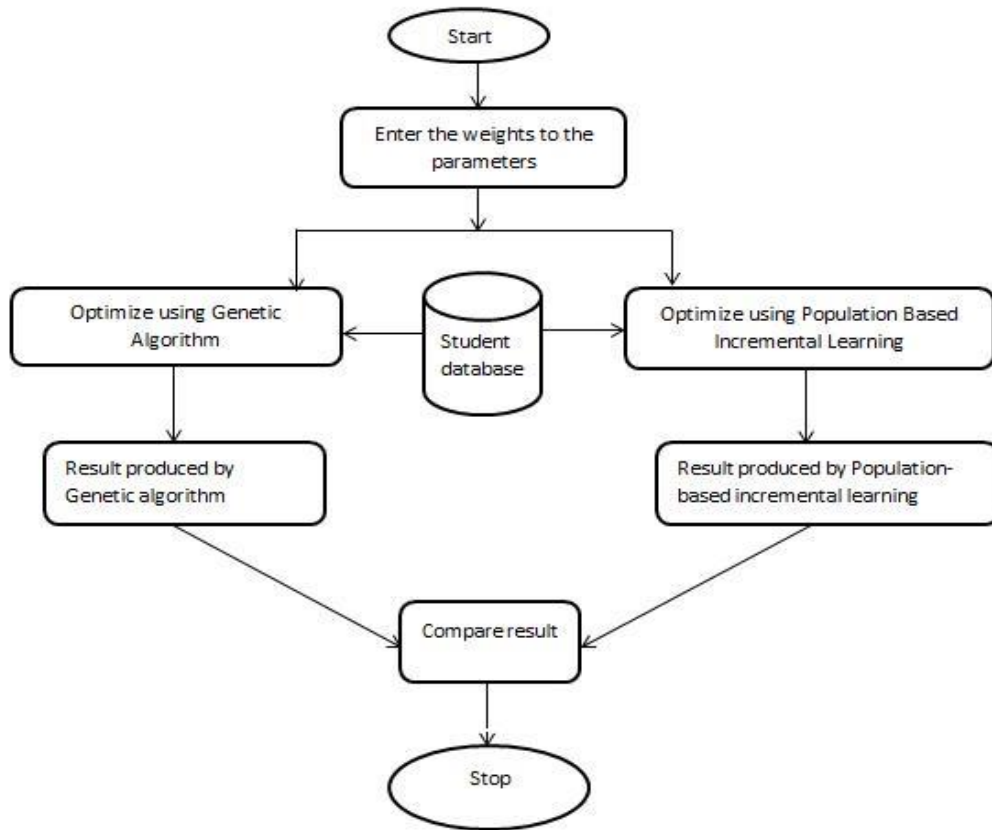 Start
Enter the weights to the
parameters
Optimize using Genetic
Algorithm
Student
database
Optimize using Population Based
Incremental Learning
Result produced by
Genetic algorithm
Result produced by Population-
based incremental learning
Compare result
Stop